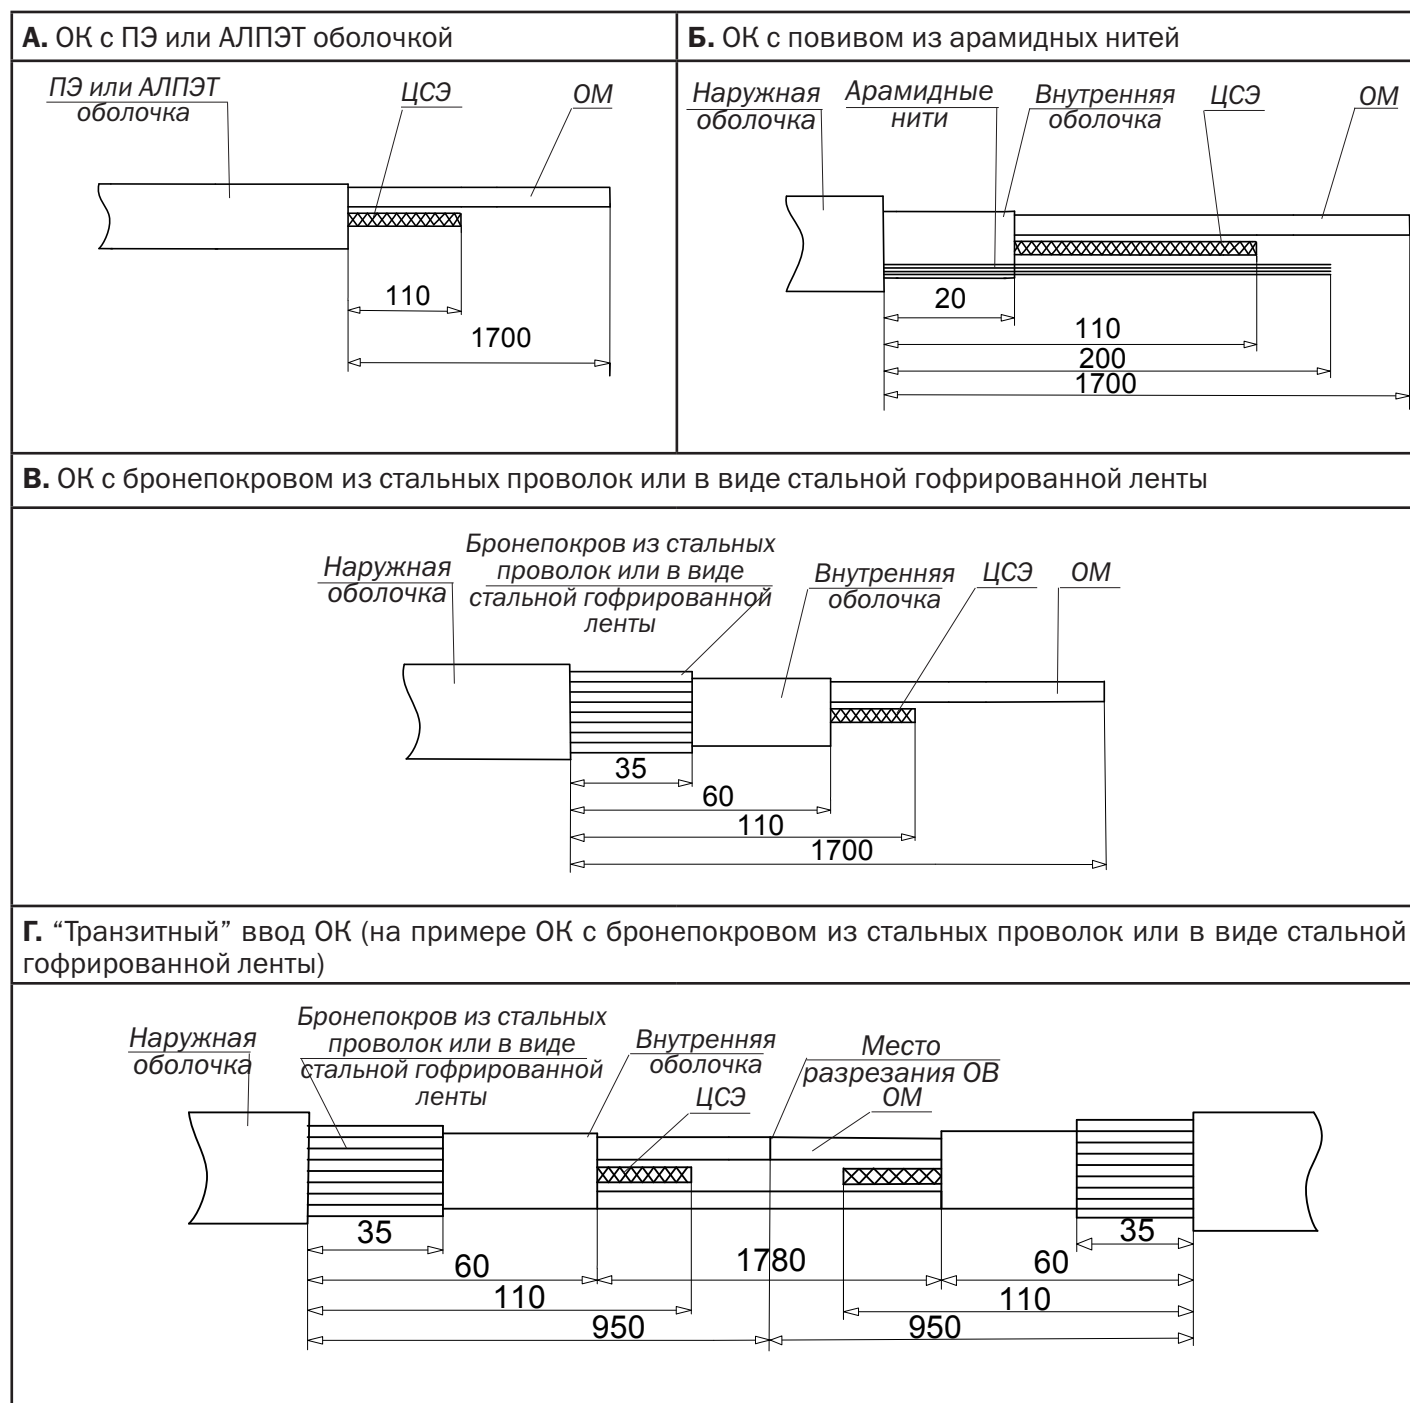 А. ОК с ПЭ или АЛПЭТ оболочкой
Б. ОК с повивом из арамидных нитей
ПЭ или АЛПЭТ
оболочка
ЦСЭ
ОМ
110
1700
Наружная
оболочка
Арамидные
нити
Внутренняя
оболочка
ЦСЭ
ОМ
20
110
200
1700
В. ОК с бронепокровом из стальных проволок или в виде стальной гофрированной ленты
Наружная
оболочка
Бронепокров из стальных
проволок или в виде
стальной гофрированной
ленты
Внутренняя
оболочка
ЦСЭ
ОМ
35
60
110
1700
Г. “Транзитный” ввод ОК (на примере ОК с бронепокровом из стальных проволок или в виде стальной
гофрированной ленты)
Наружная
оболочка
Бронепокров из стальных
проволок или в виде
стальной гофрированной
ленты
Внутренняя
оболочка
ЦСЭ
Место
разрезания ОВ
ОМ
35
60
110
950
1780
35
60
110
950